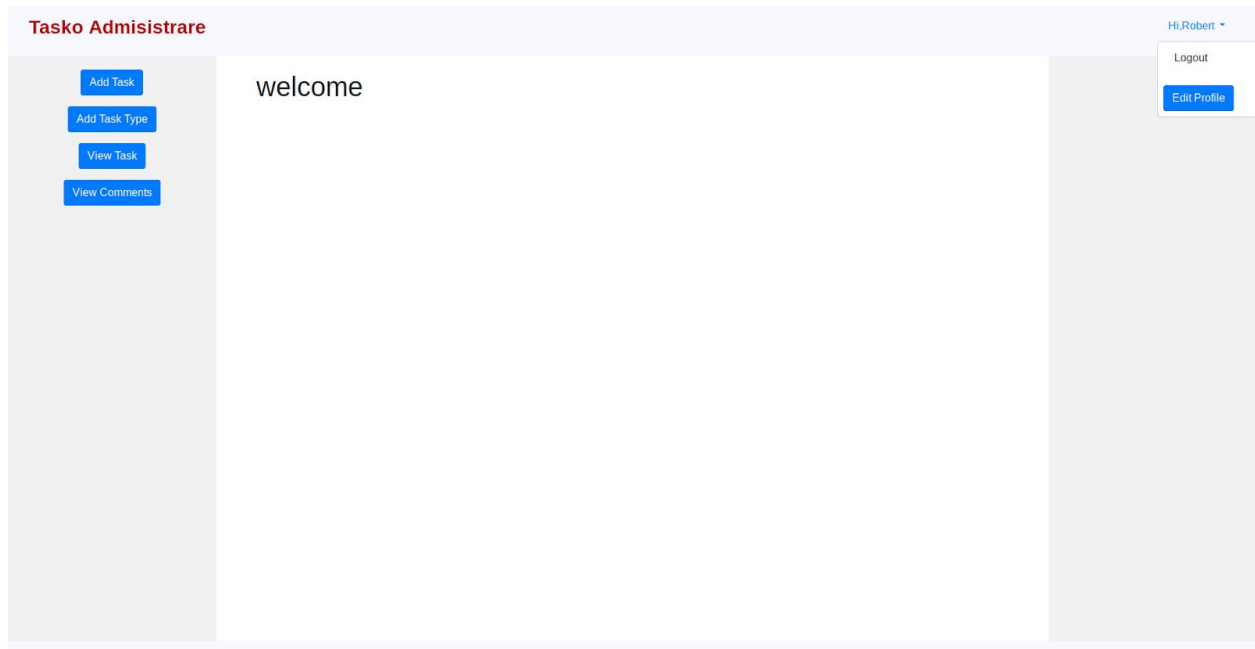 Tasko Admisistrare
Hi,Robert
Logout
Edit Profile
Add Task
Add Task Type
View Task
View Comments
welcome